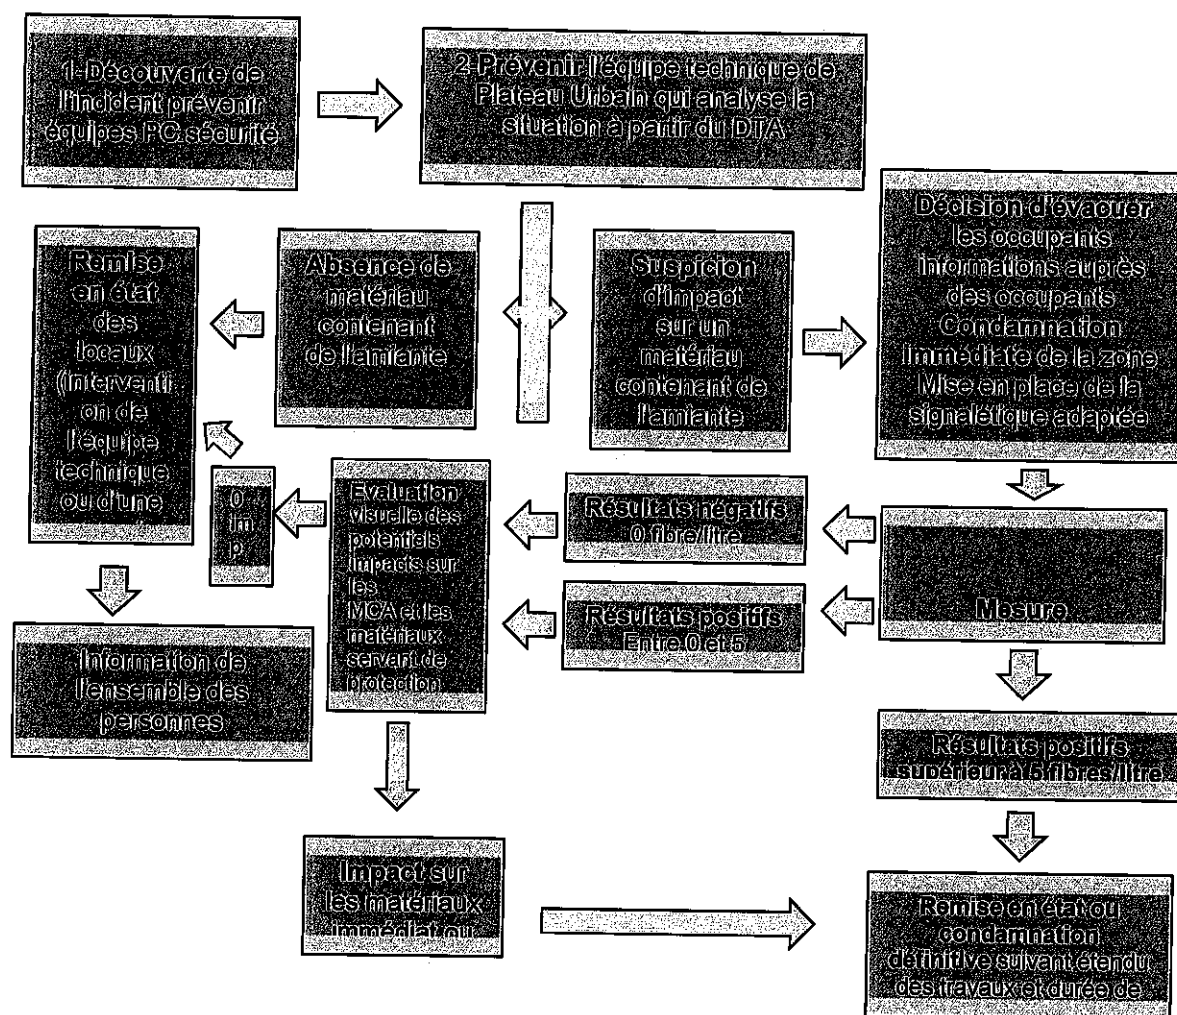 1-Découverte de
l'incident prévenir
équipes PC sécurité
2-Prévenir l'équipe technique de
Plateau Urbain qui analyse la
situation à partir du DTA
Remise
en état
des
locaux
(interventi
on de
l'équipe
technique
ou d'une
Absence de
matériau
contenant
de l'amiante
Suspicion
d'impact
sur un
matériau
contenant de
l'amiante
Décision d'évacuer
les occupants
informations auprès
des occupants
Condamnation
immédiate de la zone
Mise en place de la
signalétique adaptée
0
im
p
Evaluation
visuelle des
potentiels
impacts sur
les
MCA et les
matériaux
servant de
protection
Résultats négatifs
0 fibre/litre
Résultats positifs
Entre 0 et 5
Mesure
Information de
l'ensemble des
personnes
Résultats positifs
supérieur à 5 fibres/litre
Impact sur
les matériaux
immédiat ou
Remise en état ou
condamnation
définitive suivant étendu
des travaux et durée de